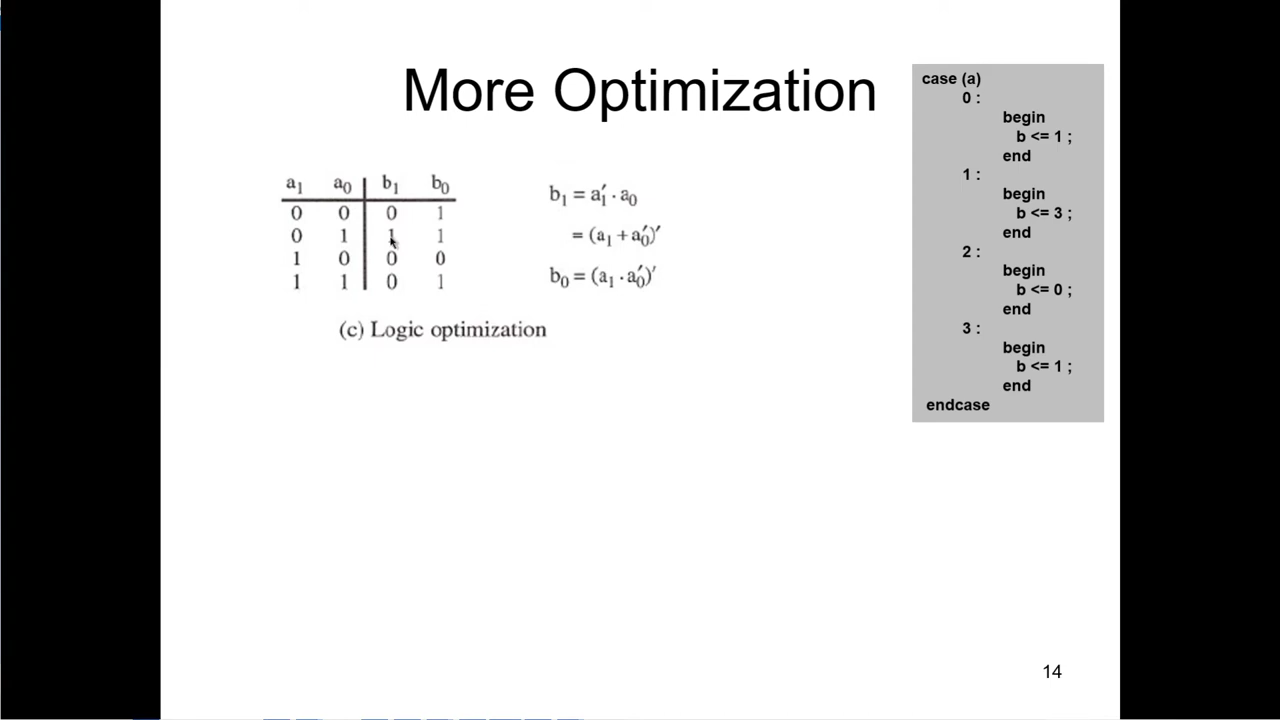 More Optimization
a₁ a₀ b₁ b₀
0 0 0 1
0 1 1 1
1 0 0 0
1 1 0 1
b₁ = a₁′ · a₀
= (a₁ + a₀′)′
b₀ = (a₁ · a₀′)′
(c) Logic optimization
case (a)
0 :
begin
b <= 1 ;
end
1 :
begin
b <= 3 ;
end
2 :
begin
b <= 0 ;
end
3 :
begin
b <= 1 ;
end
endcase
14